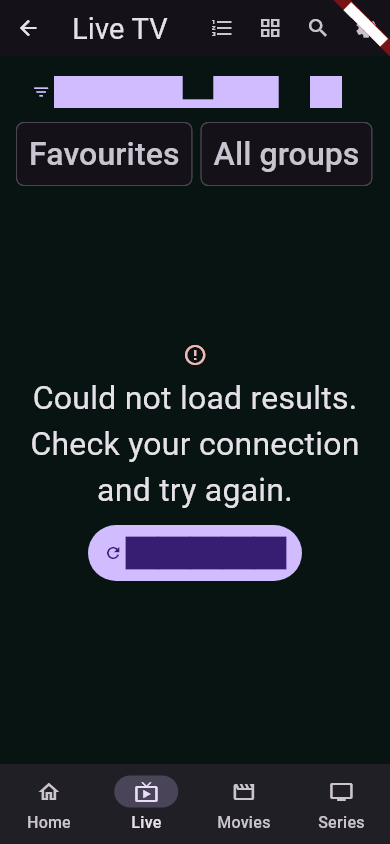 Live TV
Favourites
All groups
Could not load results.
Check your connection
and try again.
Home
Live
Movies
Series